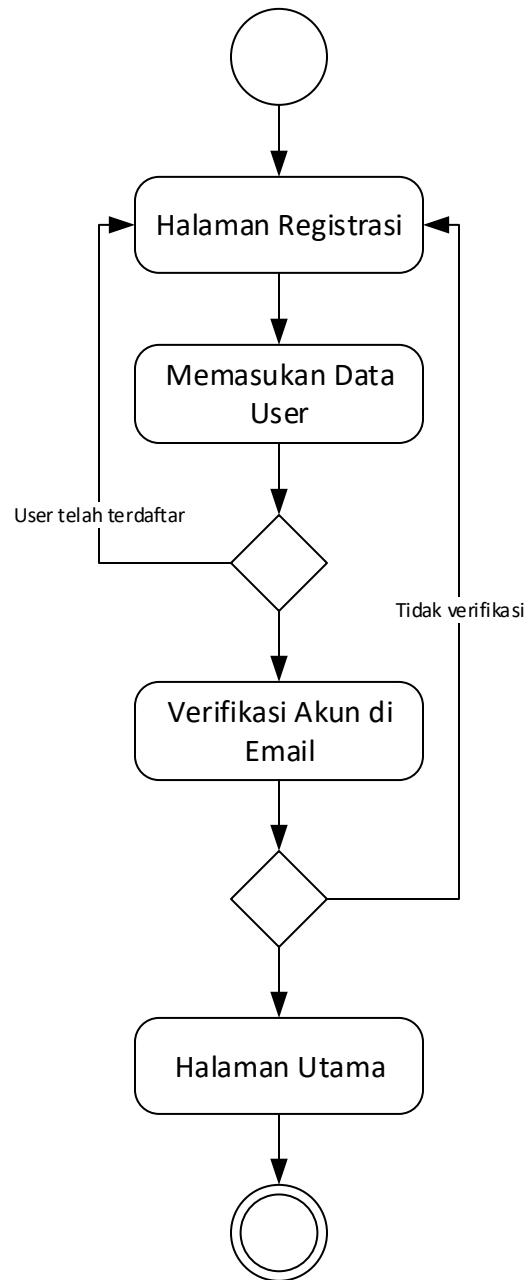 Halaman Registrasi
Memasukan Data
User
User telah terdaftar
Tidak verifikasi
Verifikasi Akun di
Email
Halaman Utama